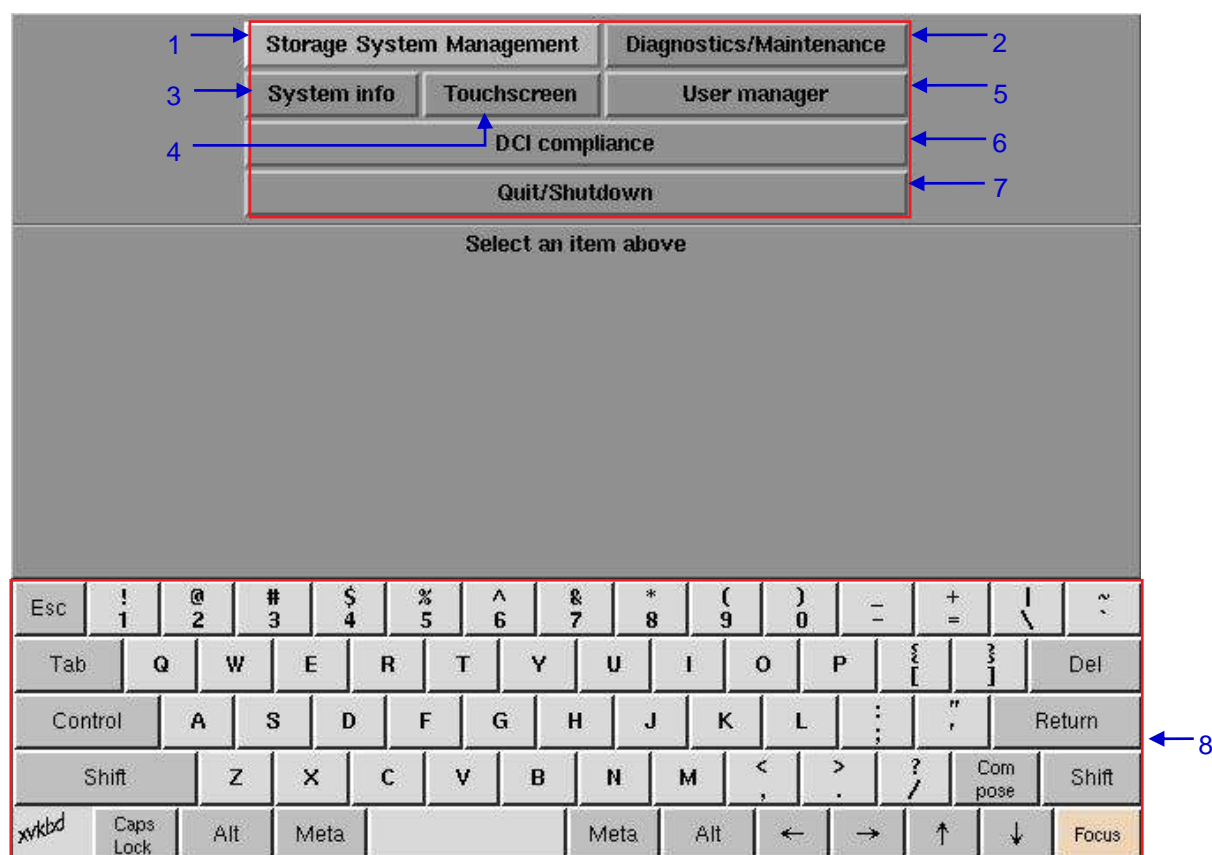 1 Storage System Management Diagnostics/Maintenance 2
3 System info Touchscreen User manager 5
4 DCI compliance 6
Quit/Shutdown 7
Select an item above
Esc ! 1 @ 2 # 3 $ 4 % 5 ^ 6 & 7 * 8 ( 9 ) 0 _ - + = | \ ~ `
Tab Q W E R T Y U I O P { [ } ] Del
Control A S D F G H J K L : ; " ' Return
8
Shift Z X C V B N M < , > . ? / Com pose Shift
xvkbd Caps Lock Alt Meta Meta Alt ← → ↑ ↓ Focus